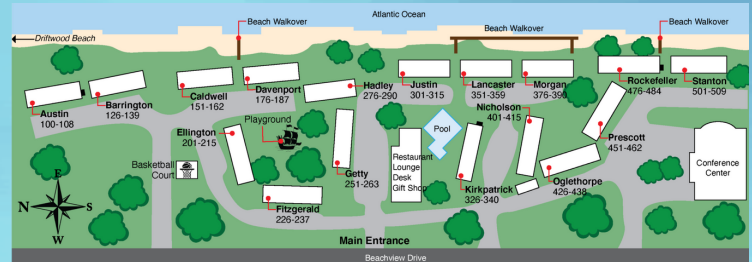 Atlantic Ocean
Beach Walkover
Beach Walkover
Beach Walkover
Driftwood Beach
Austin
100-108
Barrington
126-139
Caldwell
151-162
Davenport
176-187
Hadley
276-290
Justin
301-315
Lancaster
351-359
Morgan
376-390
Rockefeller
476-484
Stanton
501-509
Nicholson
401-415
Prescott
451-462
Ellington
201-215
Playground
Pool
Basketball
Court
Getty
251-263
Restaurant
Lounge
Desk
Gift Shop
Kirkpatrick
326-340
Oglethorpe
426-438
Conference
Center
Fitzgerald
226-237
E
N
S
W
Main Entrance
Beachview Drive